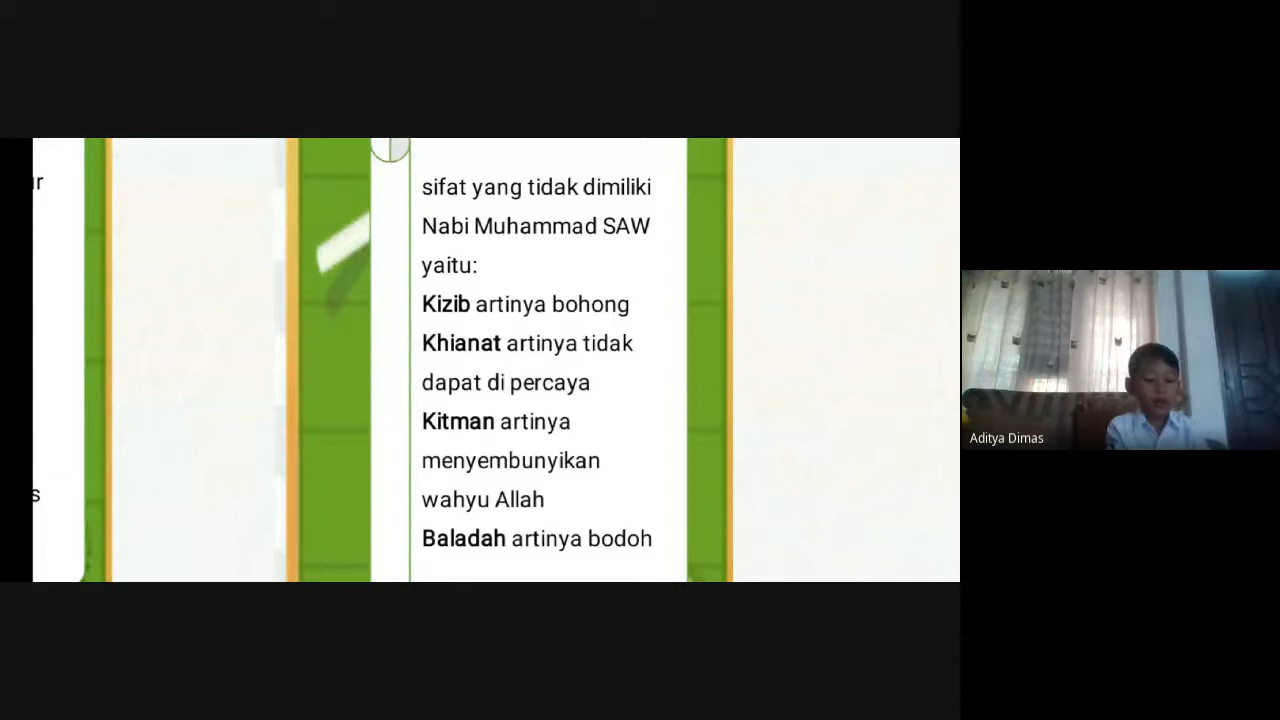 sifat yang tidak dimiliki
Nabi Muhammad SAW
yaitu:
Kizib artinya bohong
Khianat artinya tidak
dapat di percaya
Kitman artinya
menyembunyikan
wahyu Allah
Baladah artinya bodoh
Aditya Dimas